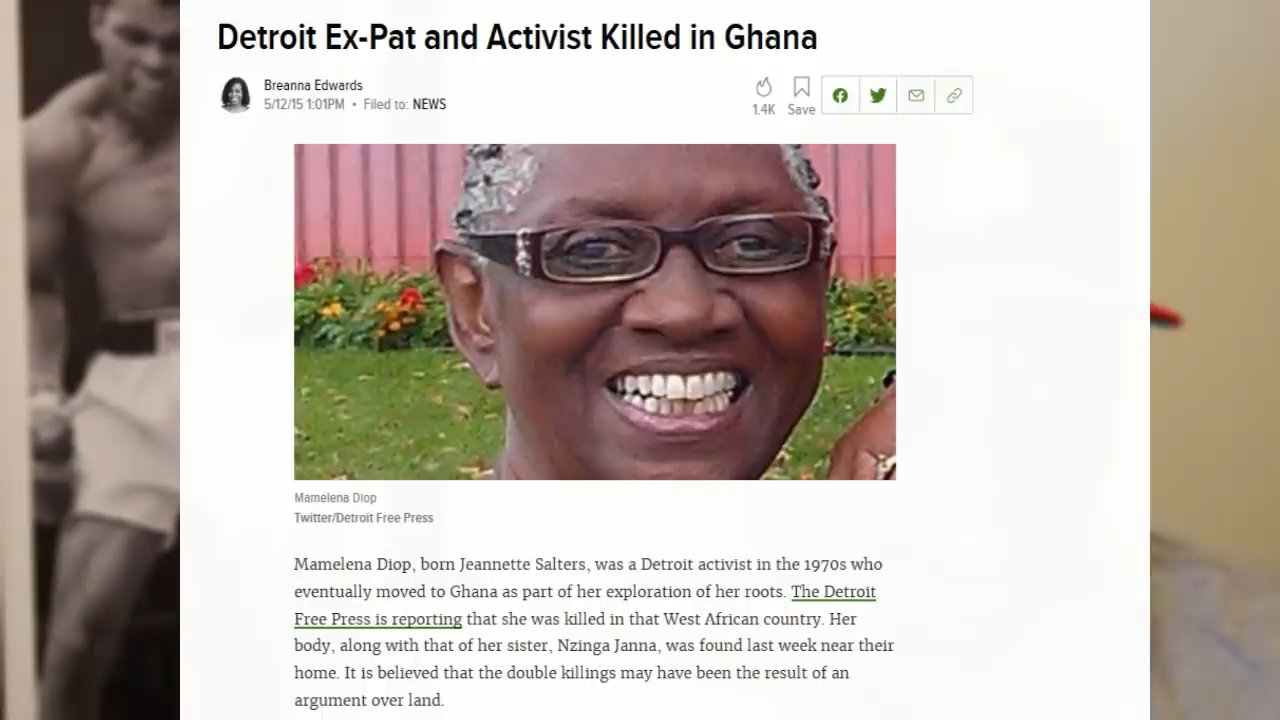 Detroit Ex-Pat and Activist Killed in Ghana
Breanna Edwards
5/12/15 1:01PM • Filed to: NEWS
1.4K
Save
Mamelena Diop
Twitter/Detroit Free Press
Mamelena Diop, born Jeannette Salters, was a Detroit activist in the 1970s who
eventually moved to Ghana as part of her exploration of her roots. The Detroit
Free Press is reporting that she was killed in that West African country. Her
body, along with that of her sister, Nzinga Janna, was found last week near their
home. It is believed that the double killings may have been the result of an
argument over land.